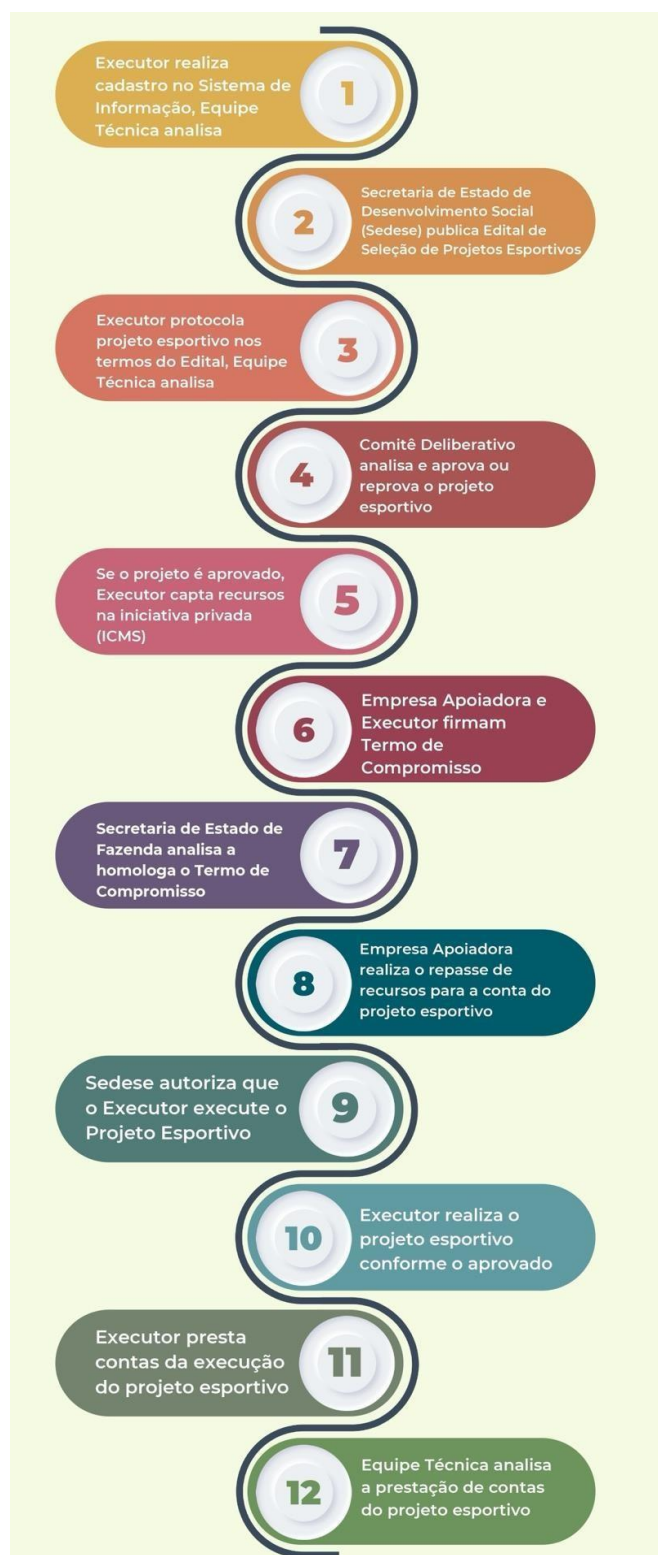 Executor realiza
cadastro no Sistema de
Informação, Equipe
Técnica analisa
1
2
Secretaria de Estado de
Desenvolvimento Social
(Sedese) publica Edital de
Seleção de Projetos Esportivos
Executor protocola
projeto esportivo nos
termos do Edital, Equipe
Técnica analisa
3
4
Comitê Deliberativo
analisa e aprova ou
reprova o projeto
esportivo
Se o projeto é aprovado,
Executor capta recursos
na iniciativa privada
(ICMS)
5
6
Empresa Apoiadora e
Executor firmam
Termo de
Compromisso
Secretaria de Estado de
Fazenda analisa a
homologa o Termo de
Compromisso
7
8
Empresa Apoiadora
realiza o repasse de
recursos para a conta do
projeto esportivo
Sedese autoriza que
o Executor execute o
Projeto Esportivo
9
10
Executor realiza o
projeto esportivo
conforme o aprovado
Executor presta
contas da execução
do projeto esportivo
11
12
Equipe Técnica analisa
a prestação de contas
do projeto esportivo